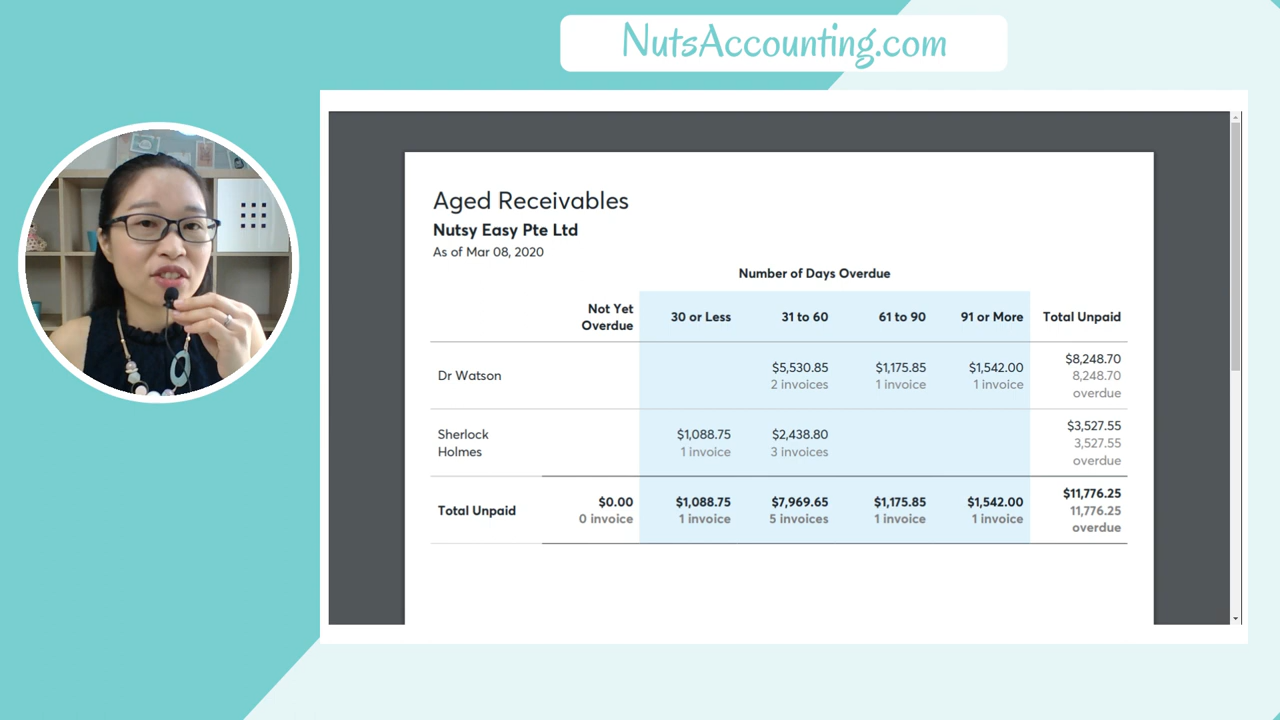 NutsAccounting.com
Aged Receivables
Nutsy Easy Pte Ltd
As of Mar 08, 2020
Number of Days Overdue
Not Yet Overdue 30 or Less 31 to 60 61 to 90 91 or More Total Unpaid
Dr Watson $5,530.85 $1,175.85 $1,542.00 $8,248.70
2 invoices 1 invoice 1 invoice 8,248.70
overdue
Sherlock Holmes $1,088.75 $2,438.80 $3,527.55
1 invoice 3 invoices 3,527.55
overdue
Total Unpaid $0.00 $1,088.75 $7,969.65 $1,175.85 $1,542.00 $11,776.25
0 invoice 1 invoice 5 invoices 1 invoice 1 invoice 11,776.25
overdue